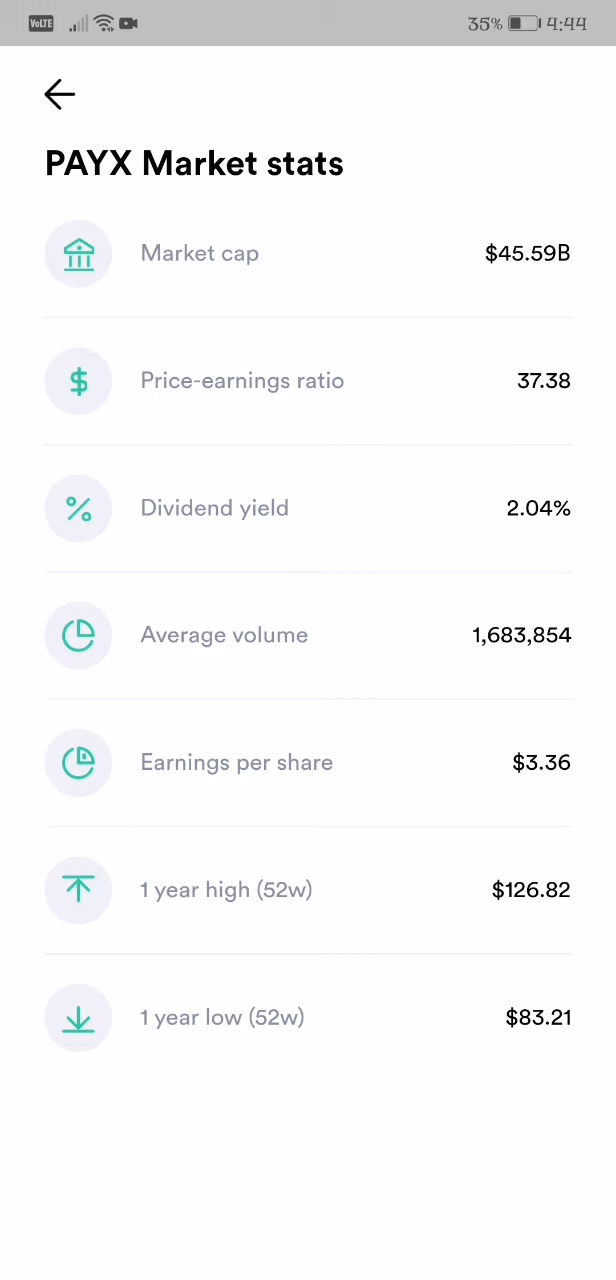 VoLTE 35% 4:44
PAYX Market stats
Market cap $45.59B
Price-earnings ratio 37.38
Dividend yield 2.04%
Average volume 1,683,854
Earnings per share $3.36
1 year high (52w) $126.82
1 year low (52w) $83.21